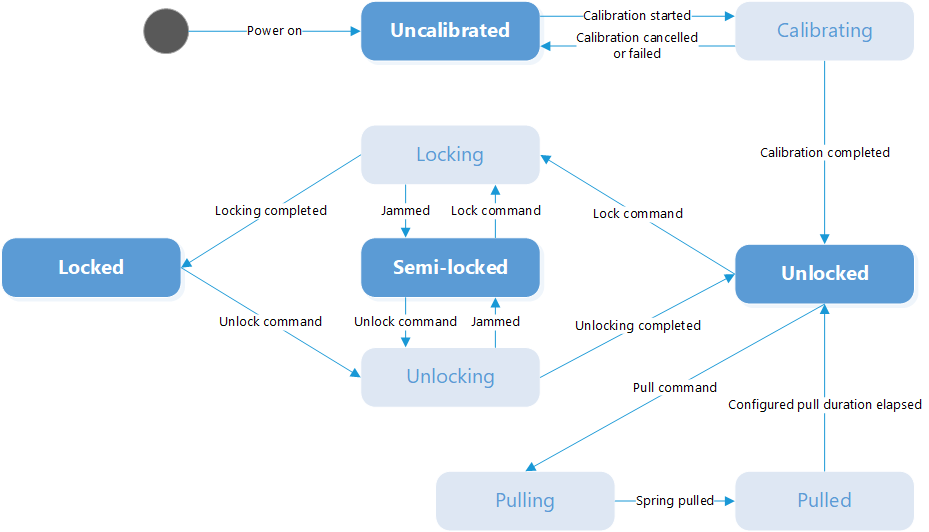 Power on
Uncalibrated
Calibration started
Calibrating
Calibration cancelled
or failed
Calibration completed
Locking
Locking completed
Jammed
Lock command
Lock command
Locked
Semi-locked
Unlocked
Unlock command
Unlock command
Jammed
Unlocking completed
Unlocking
Pull command
Configured pull duration elapsed
Pulling
Spring pulled
Pulled